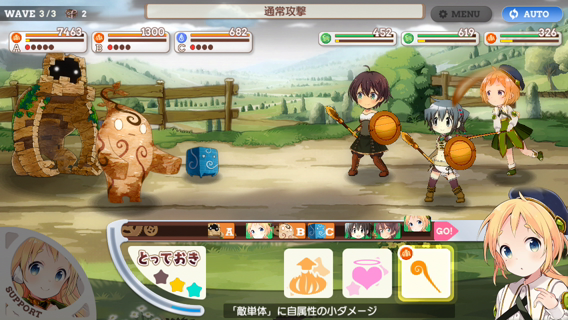 WAVE 3/3 2
通常攻撃
MENU
AUTO
7463 1300 682
452 619 326
A B C
A B C GO!
とっておき
SUPPORT
「敵単体」に自属性の小ダメージ